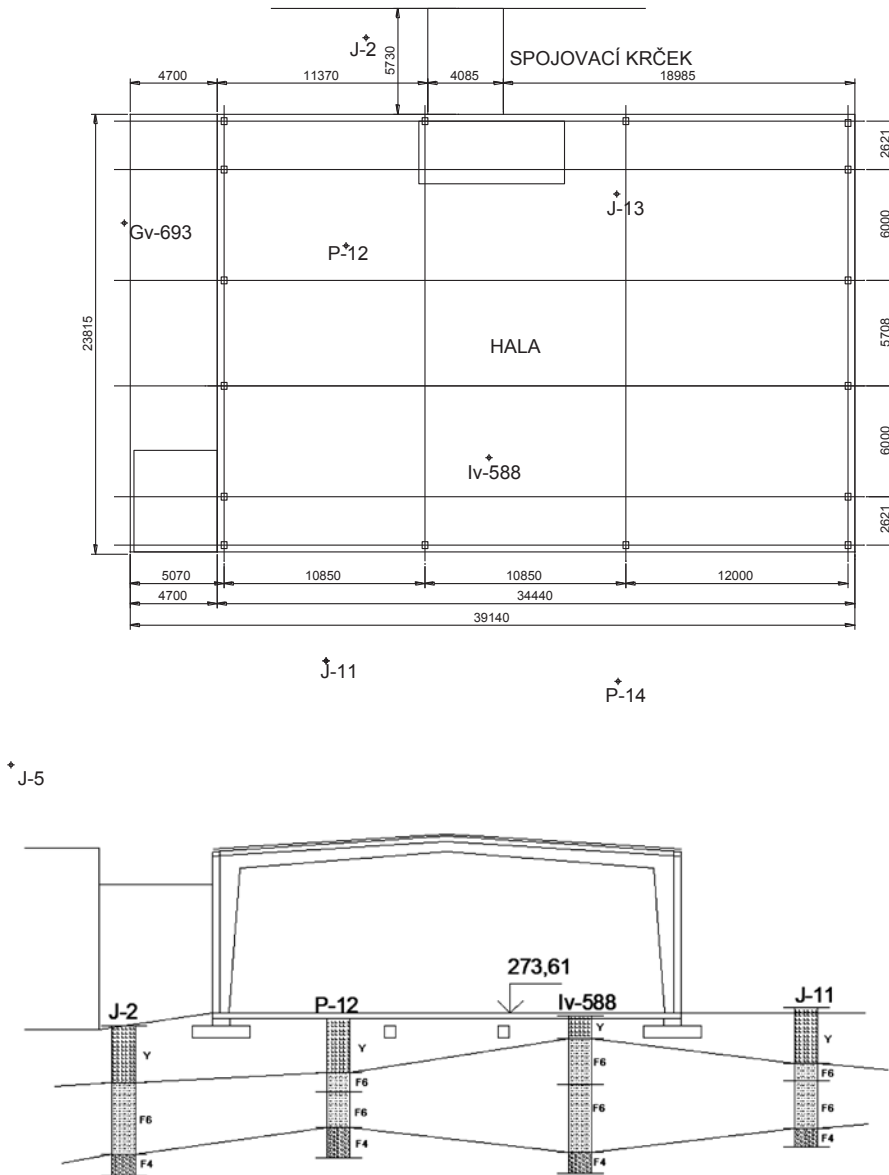 J-2
5730
SPOJOVACÍ KRČEK
4700
11370
4085
18985
2621
J-13
Gv-693
P-12
6000
23815
HALA
5708
Iv-588
6000
2621
5070
10850
10850
12000
4700
34440
39140
J-11
P-14
J-5
273,61
J-2
P-12
Iv-588
J-11
Y
Y
Y
Y
F6
F6
F6
F6
F6
F6
F4
F4
F4
F4